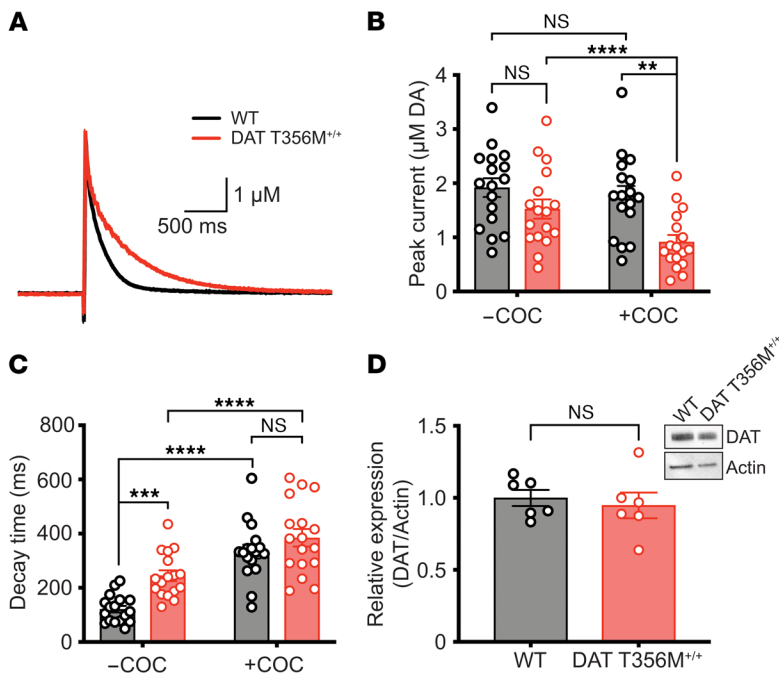 A
WT
DAT T356M+/+
1 µM
500 ms
B
NS
****
NS
**
Peak current (µM DA)
4
3
2
1
0
–COC
+COC
C
****
NS
****
***
Decay time (ms)
800
600
400
200
0
–COC
+COC
D
WT
DAT T356M+/+
NS
DAT
Actin
Relative expression
(DAT/Actin)
1.5
1.0
0.5
0
WT
DAT T356M+/+